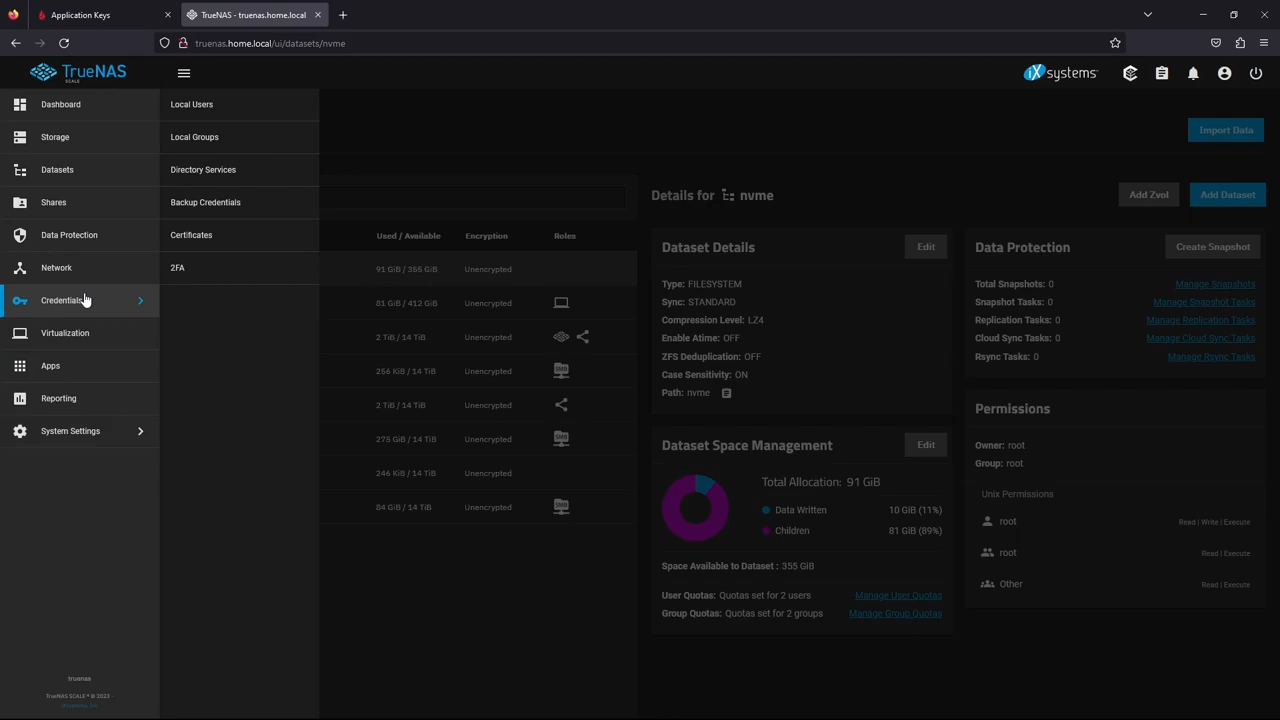 Application Keys
TrueNAS - truenas.home.local
truenas.home.local/ui/datasets/nvme
TrueNAS
SCALE
iXsystems
Dashboard
Storage
Datasets
Shares
Data Protection
Network
Credentials
Virtualization
Apps
Reporting
System Settings
truenas
TrueNAS SCALE ® © 2023 -
Local Users
Local Groups
Directory Services
Backup Credentials
Certificates
2FA
Import Data
Used / Available Encryption Roles
91 GiB / 355 GiB Unencrypted
81 GiB / 412 GiB Unencrypted
2 TiB / 14 TiB Unencrypted
256 KiB / 14 TiB Unencrypted
2 TiB / 14 TiB Unencrypted
275 GiB / 14 TiB Unencrypted
246 KiB / 14 TiB Unencrypted
84 GiB / 14 TiB Unencrypted
Details for nvme
Add Zvol
Add Dataset
Dataset Details
Edit
Type: FILESYSTEM
Sync: STANDARD
Compression Level: LZ4
Enable Atime: OFF
ZFS Deduplication: OFF
Case Sensitivity: ON
Path: nvme
Dataset Space Management
Edit
Total Allocation: 91 GiB
Data Written 10 GiB (11%)
Children 81 GiB (89%)
Space Available to Dataset : 355 GiB
User Quotas: Quotas set for 2 users Manage User Quotas
Group Quotas: Quotas set for 2 groups Manage Group Quotas
Data Protection
Create Snapshot
Total Snapshots: 0 Manage Snapshots
Snapshot Tasks: 0 Manage Snapshot Tasks
Replication Tasks: 0 Manage Replication Tasks
Cloud Sync Tasks: 0 Manage Cloud Sync Tasks
Rsync Tasks: 0 Manage Rsync Tasks
Permissions
Owner: root
Group: root
Unix Permissions
root Read | Write | Execute
root Read | Execute
Other Read | Execute